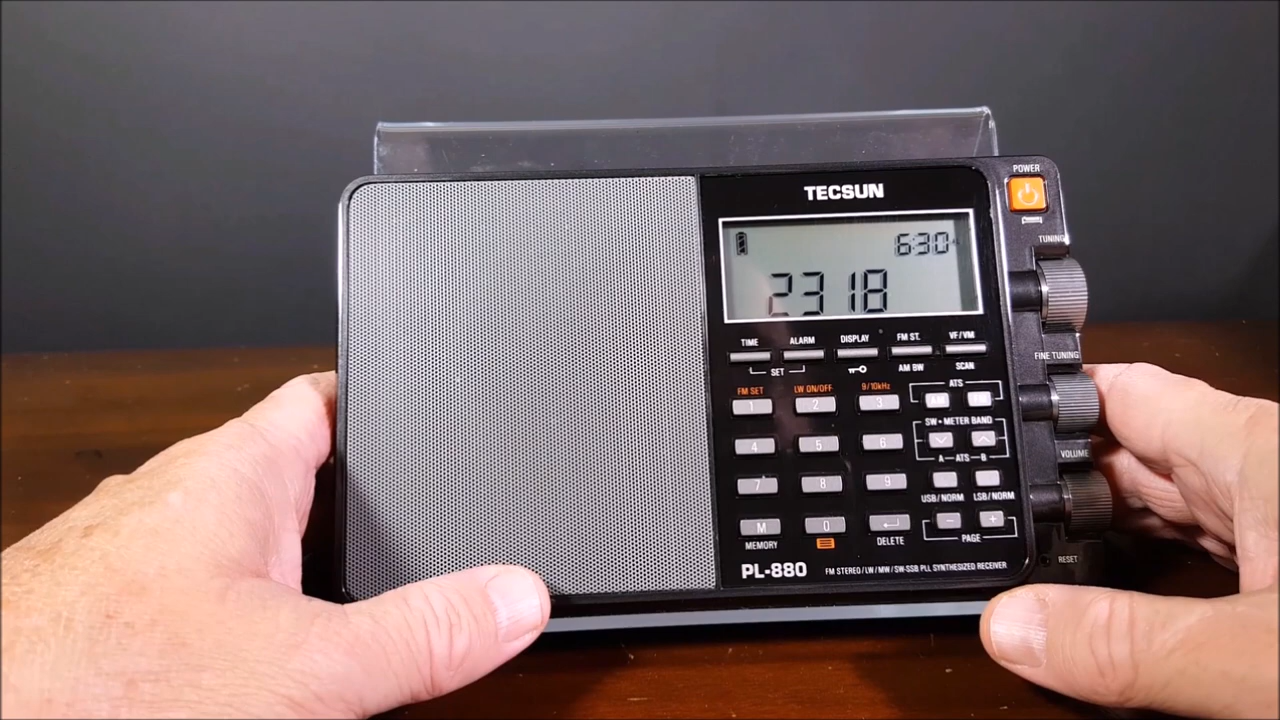 POWER
TECSUN
TUNING
6:30
2318
TIME ALARM DISPLAY FM ST. VF/VM
SET AM BW SCAN
FINE TUNING
FM SET LW ON/OFF 9/10kHz ATS
1 2 3 AM FM
SW • METER BAND
4 5 6
A — ATS — B
VOLUME
7 8 9
USB/NORM LSB/NORM
M 0 - +
MEMORY DELETE PAGE
RESET
PL-880 FM STEREO/LW/MW/SW-SSB PLL SYNTHESIZED RECEIVER